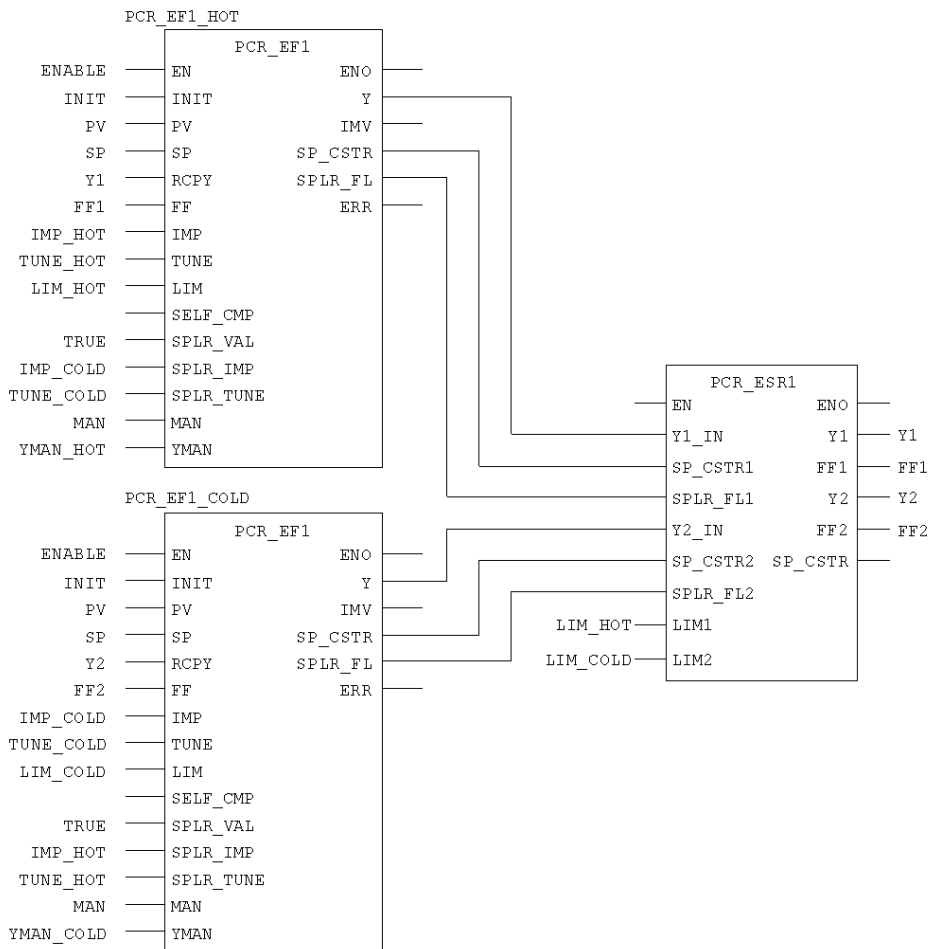 PCR_EF1_HOT
PCR_EF1
ENABLE EN ENO
INIT INIT Y
PV PV IMV
SP SP SP_CSTR
Y1 RCPY SPLR_FL
FF1 FF ERR
IMP_HOT IMP
TUNE_HOT TUNE
LIM_HOT LIM
SELF_CMP
TRUE SPLR_VAL
IMP_COLD SPLR_IMP
TUNE_COLD SPLR_TUNE
MAN MAN
YMAN_HOT YMAN
PCR_ESR1
EN ENO
Y1_IN Y1 Y1
SP_CSTR1 FF1 FF1
SPLR_FL1 Y2 Y2
Y2_IN FF2 FF2
SP_CSTR2 SP_CSTR
SPLR_FL2
LIM_HOT LIM1
LIM_COLD LIM2
PCR_EF1_COLD
PCR_EF1
ENABLE EN ENO
INIT INIT Y
PV PV IMV
SP SP SP_CSTR
Y2 RCPY SPLR_FL
FF2 FF ERR
IMP_COLD IMP
TUNE_COLD TUNE
LIM_COLD LIM
SELF_CMP
TRUE SPLR_VAL
IMP_HOT SPLR_IMP
TUNE_HOT SPLR_TUNE
MAN MAN
YMAN_COLD YMAN